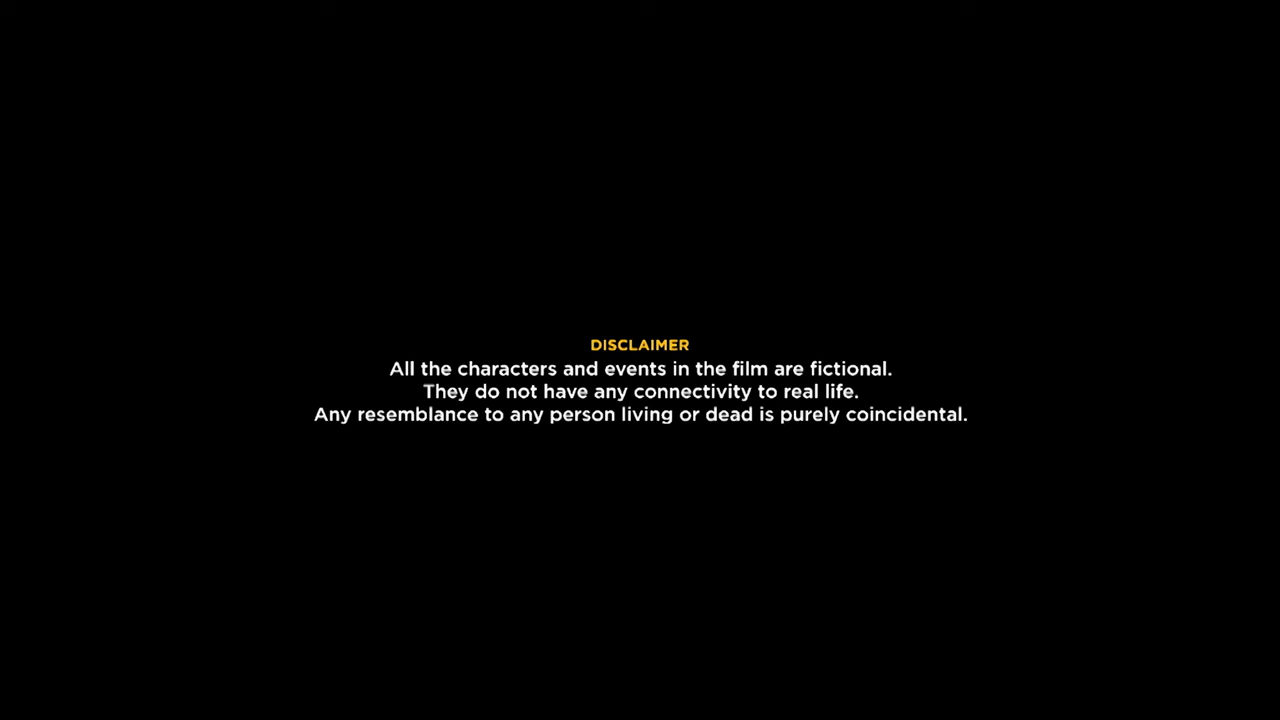 DISCLAIMER
All the characters and events in the film are fictional.
They do not have any connectivity to real life.
Any resemblance to any person living or dead is purely coincidental.